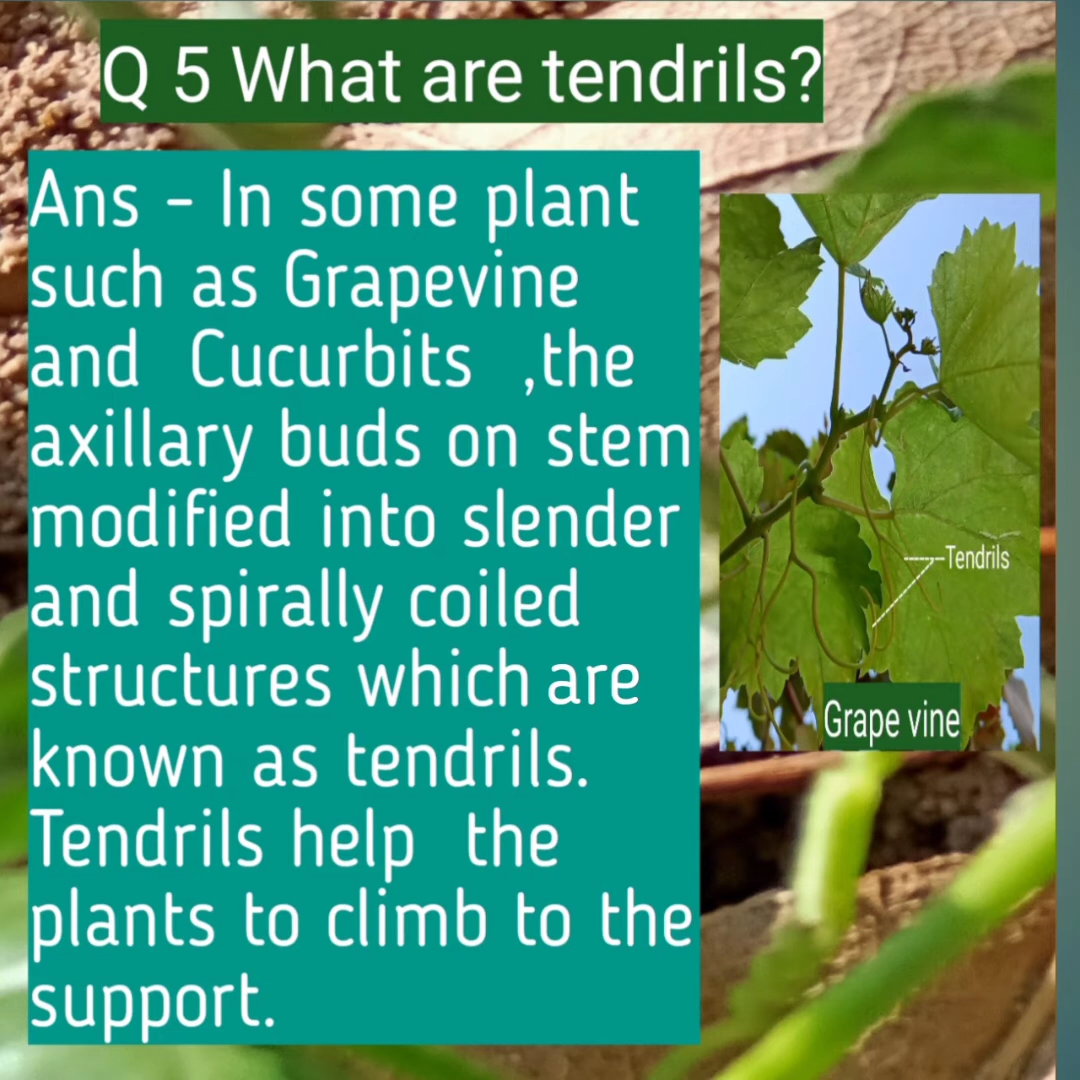 Q 5 What are tendrils?
Ans - In some plant
such as Grapevine
and Cucurbits ,the
axillary buds on stem
modified into slender
and spirally coiled
structures which are
known as tendrils.
Tendrils help the
plants to climb to the
support.
Tendrils
Grape vine